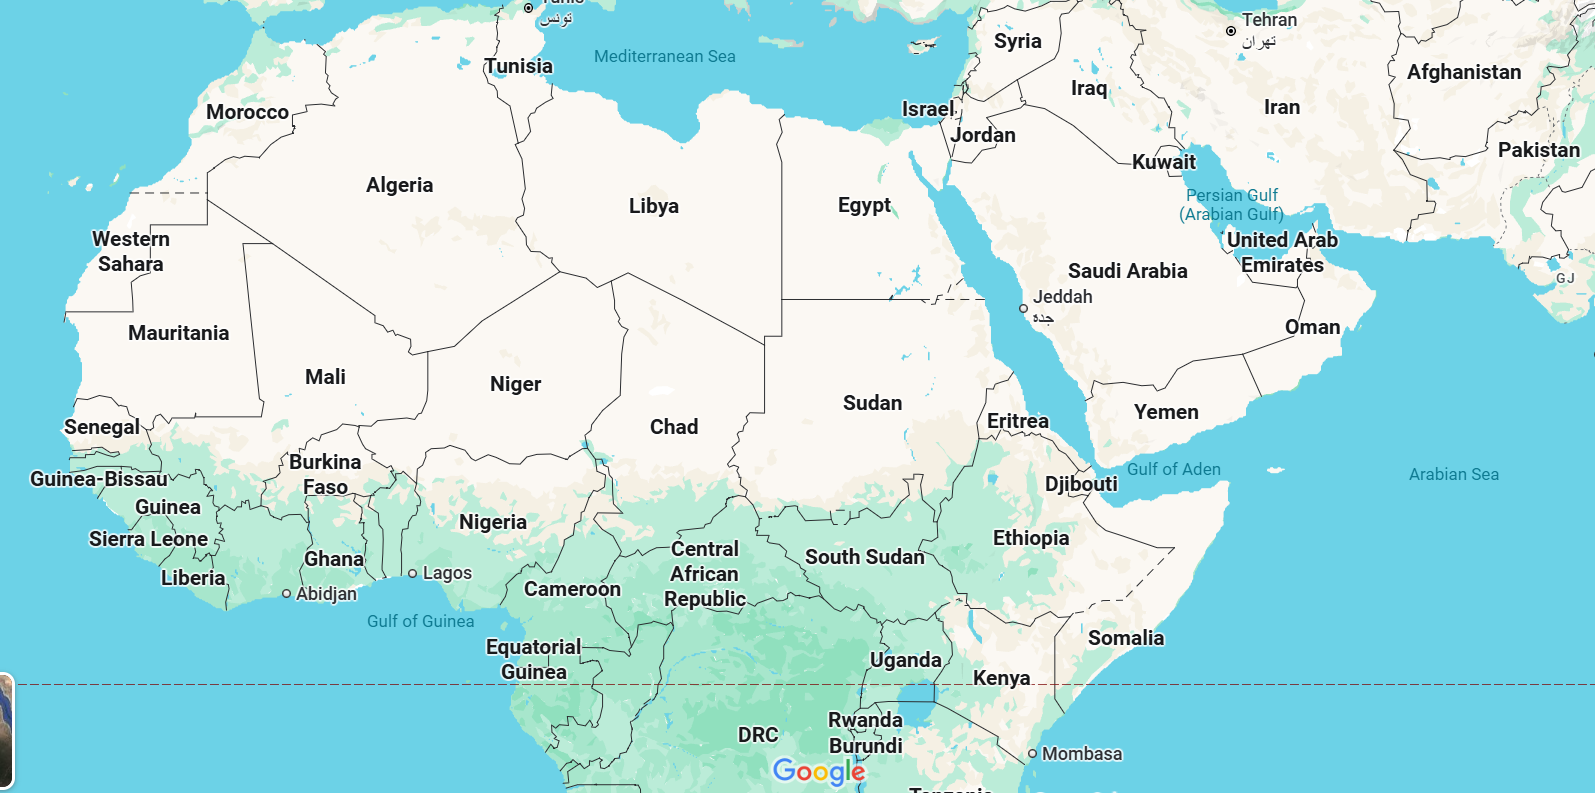 Tunis
تونس
Tehran
تهران
Syria
Mediterranean Sea
Tunisia
Afghanistan
Iraq
Iran
Morocco
Israel
Jordan
Pakistan
Kuwait
Algeria
Libya
Egypt
Persian Gulf
(Arabian Gulf)
Western
Sahara
United Arab
Emirates
Saudi Arabia
GJ
Jeddah
جدة
Oman
Mauritania
Mali
Niger
Sudan
Yemen
Senegal
Chad
Eritrea
Burkina
Faso
Gulf of Aden
Arabian Sea
Guinea-Bissau
Djibouti
Guinea
Nigeria
Sierra Leone
Ethiopia
Ghana
Central
African
Republic
South Sudan
Liberia
Lagos
Cameroon
Abidjan
Gulf of Guinea
Somalia
Equatorial
Guinea
Uganda
Kenya
Rwanda
DRC
Burundi
Mombasa
Google
Tanzania